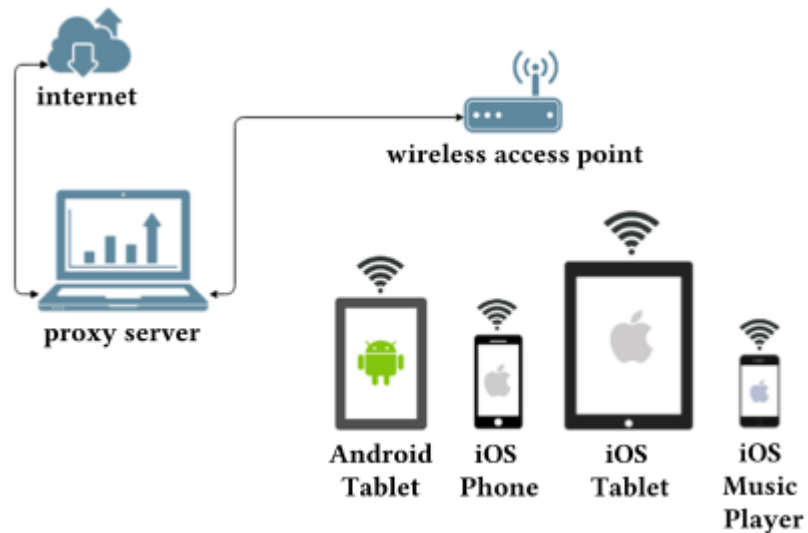 internet
wireless access point
proxy server
Android
Tablet
iOS
Phone
iOS
Tablet
iOS
Music
Player